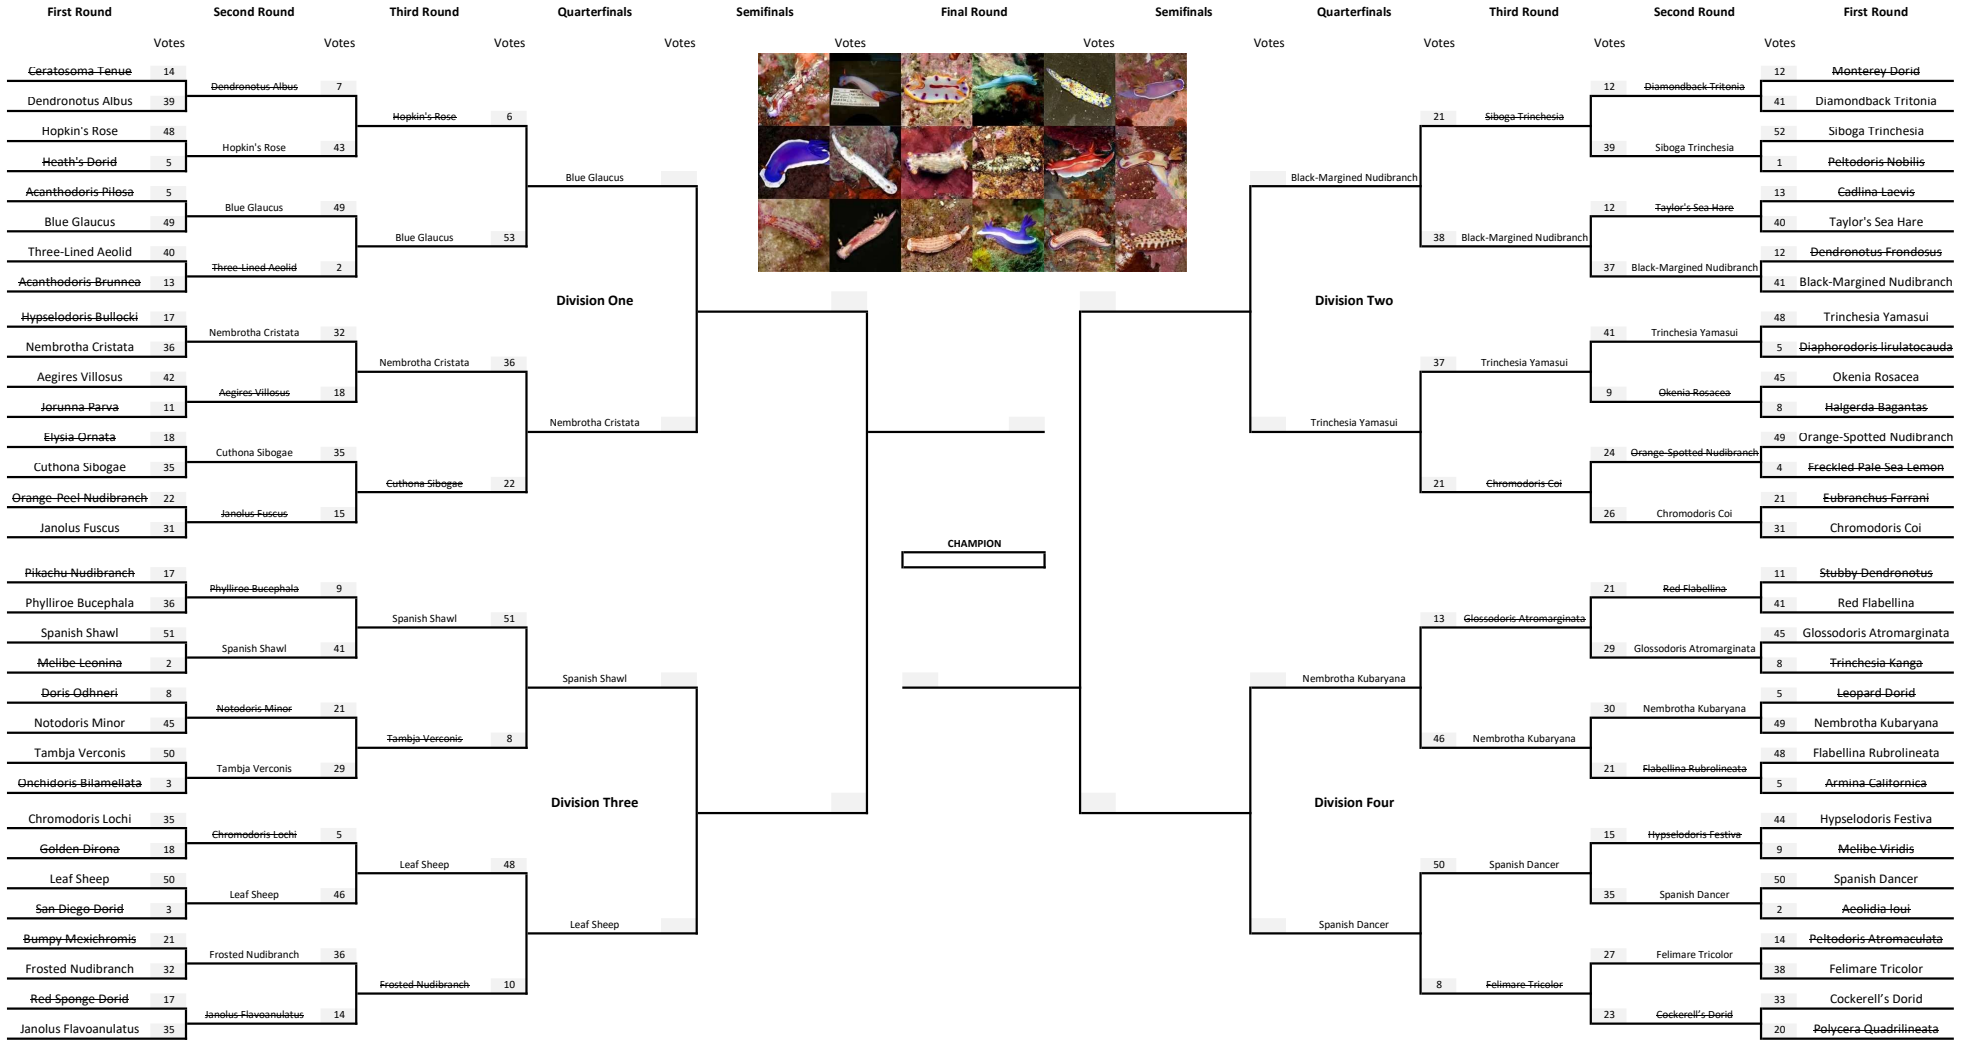 First Round Second Round Third Round Quarterfinals Semifinals Final Round Semifinals Quarterfinals Third Round Second Round First Round
Votes Votes Votes Votes Votes Votes Votes Votes Votes Votes
Ceratosoma Tenue 14
Dendronotus Albus 39
Hopkin's Rose 48
Heath's Dorid 5
Acanthodoris Pilosa 5
Blue Glaucus 49
Three-Lined Aeolid 40
Acanthodoris Brunnea 13
Hypselodoris Bullocki 17
Nembrotha Cristata 36
Aegires Villosus 42
Jorunna Parva 11
Elysia Ornata 18
Cuthona Sibogae 35
Orange-Peel Nudibranch 22
Janolus Fuscus 31
Pikachu Nudibranch 17
Phylliroe Bucephala 36
Spanish Shawl 51
Melibe Leonina 2
Doris Odhneri 8
Notodoris Minor 45
Tambja Verconis 50
Onchidoris Bilamellata 3
Chromodoris Lochi 35
Golden Dirona 18
Leaf Sheep 50
San Diego Dorid 3
Bumpy Mexichromis 21
Frosted Nudibranch 32
Red Sponge Dorid 17
Janolus Flavoanulatus 35
Dendronotus Albus 7
Hopkin's Rose 43
Blue Glaucus 49
Three-Lined Aeolid 2
Nembrotha Cristata 32
Aegires Villosus 18
Cuthona Sibogae 35
Janolus Fuscus 15
Phylliroe Bucephala 9
Spanish Shawl 41
Notodoris Minor 21
Tambja Verconis 29
Chromodoris Lochi 5
Leaf Sheep 46
Frosted Nudibranch 36
Janolus Flavoanulatus 14
Hopkin's Rose 6
Blue Glaucus 53
Nembrotha Cristata 36
Cuthona Sibogae 22
Spanish Shawl 51
Tambja Verconis 8
Leaf Sheep 48
Frosted Nudibranch 10
Blue Glaucus
Division One
Nembrotha Cristata
Spanish Shawl
Division Three
Leaf Sheep
CHAMPION
Black-Margined Nudibranch
Division Two
Trinchesia Yamasui
Nembrotha Kubaryana
Division Four
Spanish Dancer
21 Siboga Trinchesia
38 Black-Margined Nudibranch
37 Trinchesia Yamasui
21 Chromodoris Coi
13 Glossodoris Atromarginata
46 Nembrotha Kubaryana
50 Spanish Dancer
8 Felimare Tricolor
12 Diamondback Tritonia
39 Siboga Trinchesia
12 Taylor's Sea Hare
37 Black-Margined Nudibranch
41 Trinchesia Yamasui
9 Okenia Rosacea
24 Orange-Spotted Nudibranch
26 Chromodoris Coi
21 Red Flabellina
29 Glossodoris Atromarginata
30 Nembrotha Kubaryana
21 Flabellina Rubrolineata
15 Hypselodoris Festiva
35 Spanish Dancer
27 Felimare Tricolor
23 Cockerell's Dorid
12 Monterey Dorid
41 Diamondback Tritonia
52 Siboga Trinchesia
1 Peltodoris Nobilis
13 Cadlina Laevis
40 Taylor's Sea Hare
12 Dendronotus Frondosus
41 Black-Margined Nudibranch
48 Trinchesia Yamasui
5 Diaphorodoris lirulatocauda
45 Okenia Rosacea
8 Halgerda Bagantas
49 Orange-Spotted Nudibranch
4 Freckled Pale Sea Lemon
21 Eubranchus Farrani
31 Chromodoris Coi
11 Stubby Dendronotus
41 Red Flabellina
45 Glossodoris Atromarginata
8 Trinchesia Kanga
5 Leopard Dorid
49 Nembrotha Kubaryana
48 Flabellina Rubrolineata
5 Armina Californica
44 Hypselodoris Festiva
9 Melibe Viridis
50 Spanish Dancer
2 Aeolidia loui
14 Peltodoris Atromaculata
38 Felimare Tricolor
33 Cockerell's Dorid
20 Polycera Quadrilineata